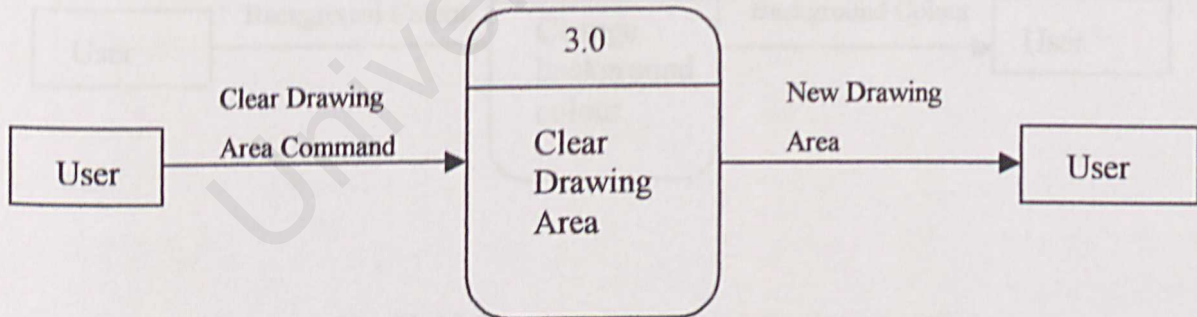 3.0
Clear Drawing
Area Command
New Drawing
Area
User
Clear
Drawing
Area
User